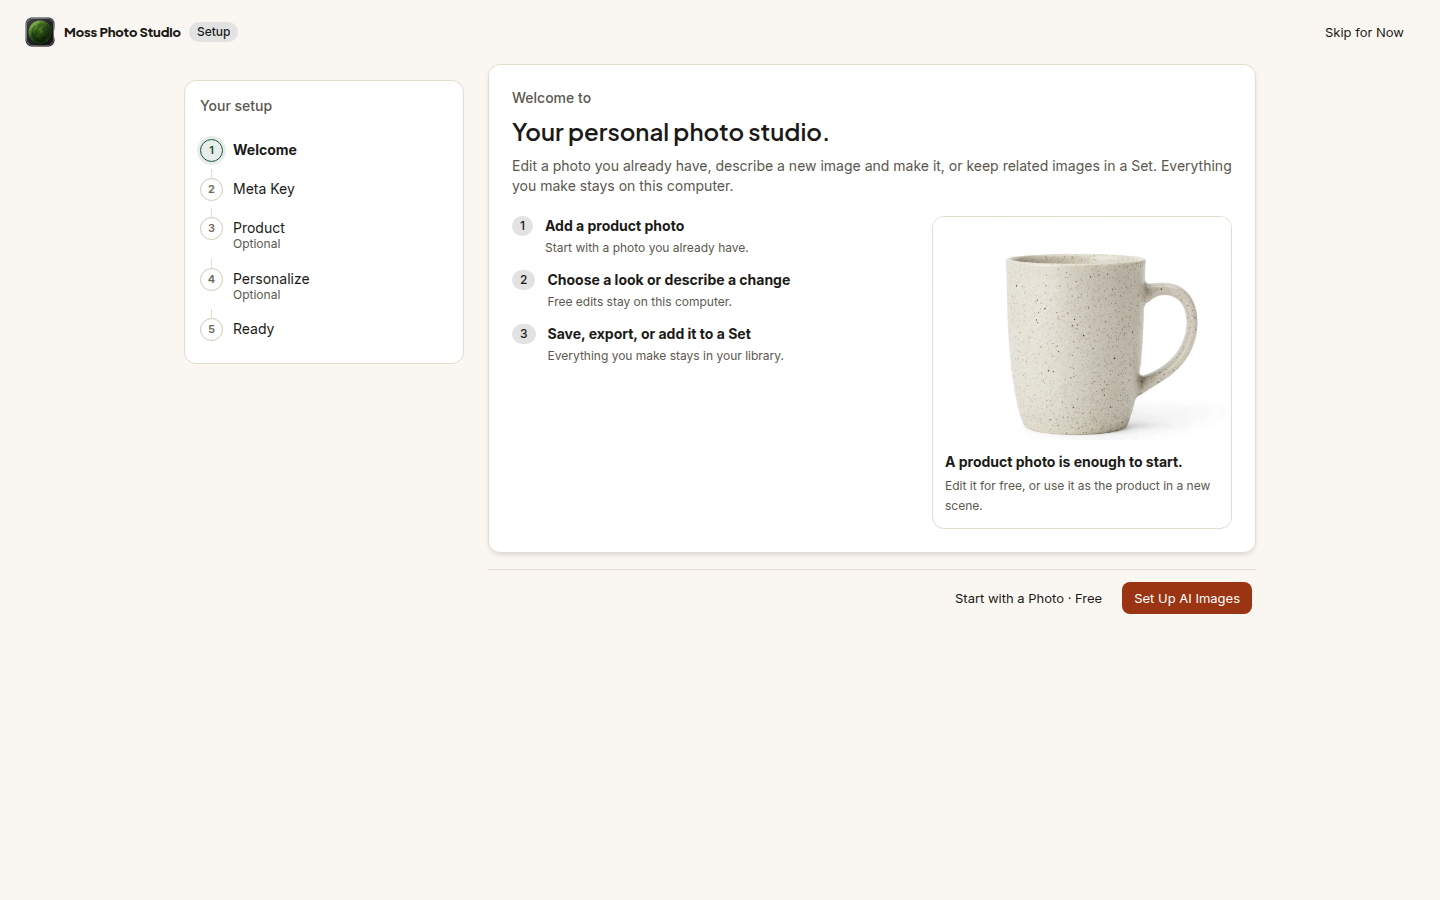 Moss Photo Studio
Setup
Skip for Now
Your setup
1
Welcome
2
Meta Key
3
Product
Optional
4
Personalize
Optional
5
Ready
Welcome to
Your personal photo studio.
Edit a photo you already have, describe a new image and make it, or keep related images in a Set. Everything
you make stays on this computer.
1
Add a product photo
Start with a photo you already have.
2
Choose a look or describe a change
Free edits stay on this computer.
3
Save, export, or add it to a Set
Everything you make stays in your library.
A product photo is enough to start.
Edit it for free, or use it as the product in a new
scene.
Start with a Photo · Free
Set Up AI Images